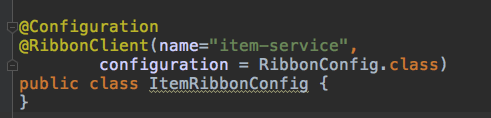 @Configuration
@RibbonClient(name="item-service",
configuration = RibbonConfig.class)
public class ItemRibbonConfig {
}